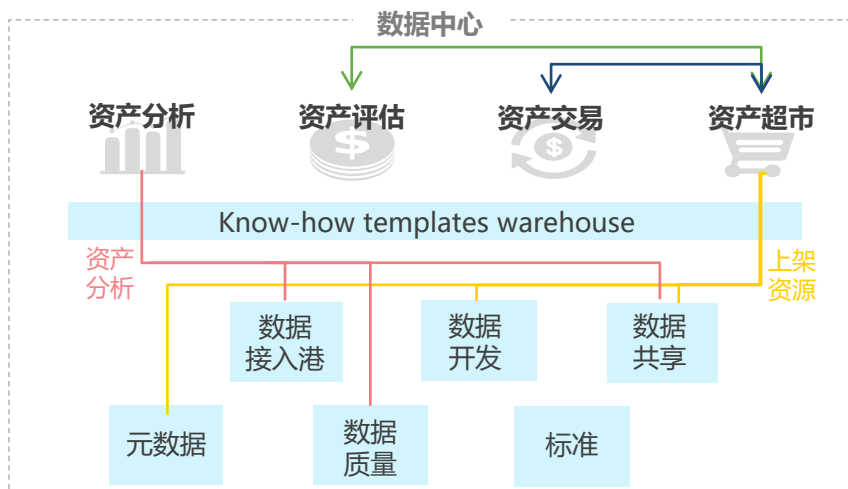 数据中心
资产分析
资产评估
资产交易
资产超市
Know-how templates warehouse
资产
分析
上架
资源
数据
接入港
数据
开发
数据
共享
元数据
数据
质量
标准